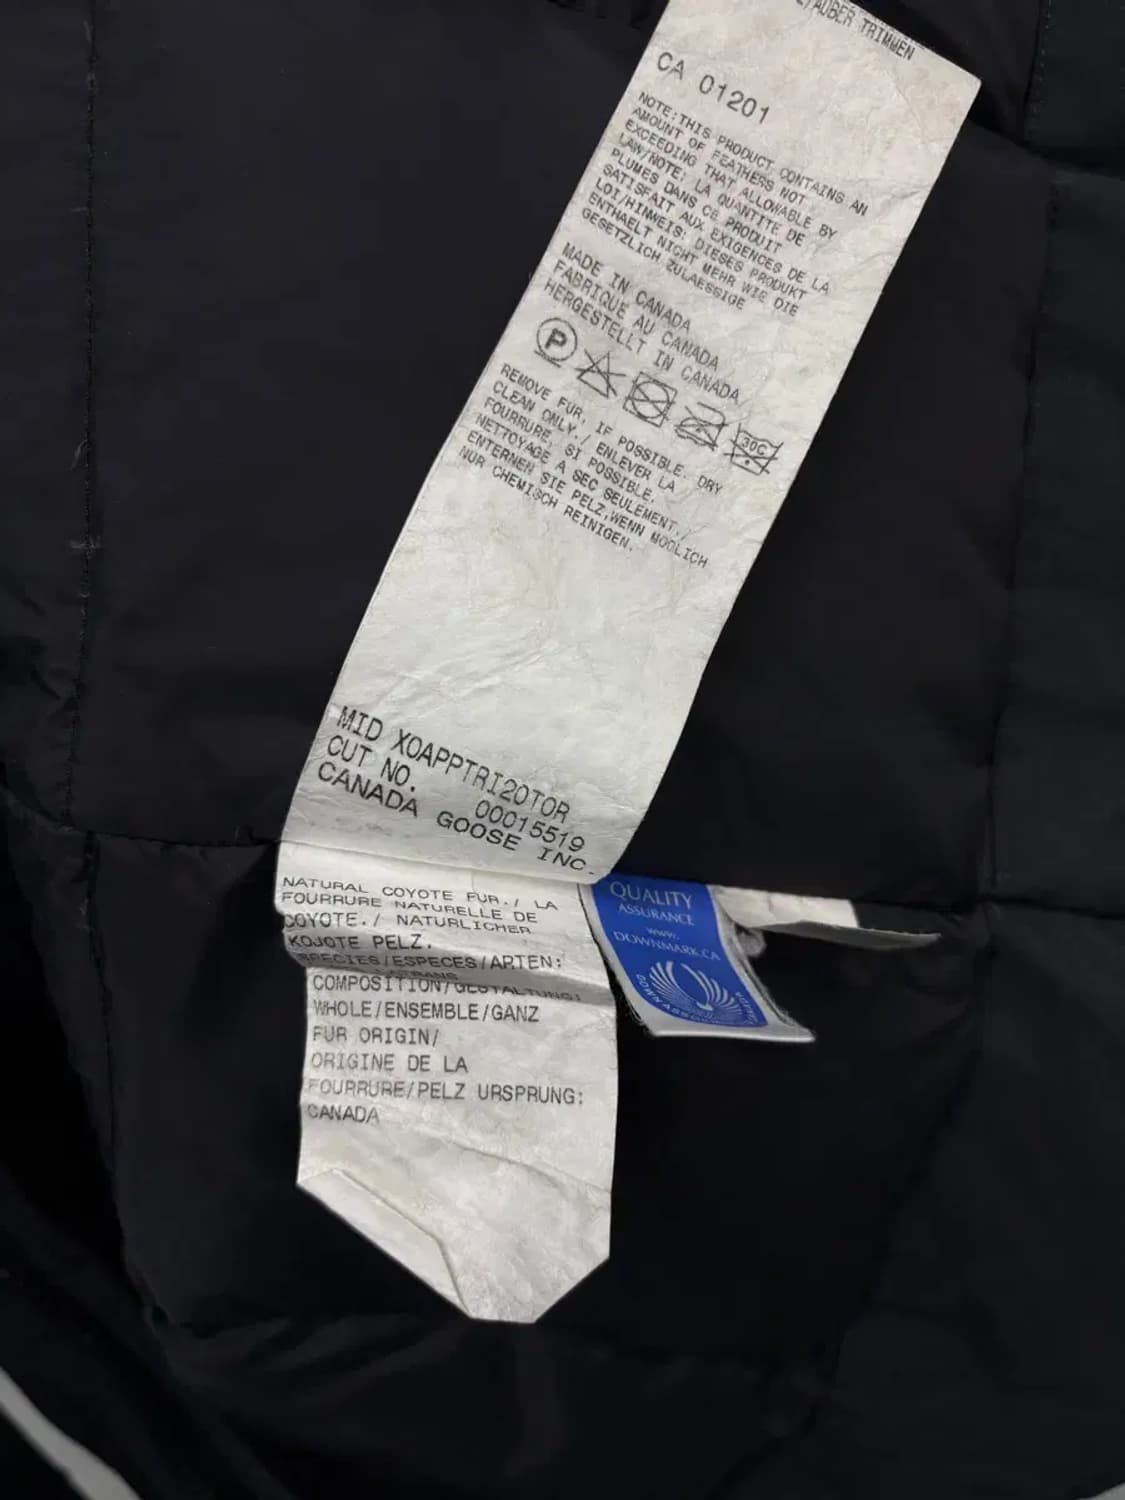 /AUßER TRIMMEN
CA 01201
NOTE:THIS PRODUCT CONTAINS AN
AMOUNT OF FEATHERS NOT
EXCEEDING THAT ALLOWABLE BY
LAW/NOTE: LA QUANTITE DE
PLUMES DANS CE PRODUIT
SATISFAIT AUX EXIGENCES DE LA
LOI/HINWEIS: DIESES PRODUKT
ENTHAELT NICHT MEHR WIE DIE
GESETZLICH ZULAESSIGE
MADE IN CANADA
FABRIQUE AU CANADA
HERGESTELLT IN CANADA
P 30C
REMOVE FUR, IF POSSIBLE. DRY
CLEAN ONLY./ ENLEVER LA
FOURRURE, SI POSSIBLE.
NETTOYAGE A SEC SEULEMENT./
ENTERNEN SIE PELZ,WENN MOGLICH
NUR CHEMISCH REINIGEN.
MID XOAPPTRI20TOR
CUT NO. 00015519
CANADA GOOSE INC.
NATURAL COYOTE FUR./ LA
FOURRURE NATURELLE DE
COYOTE./ NATURLICHER
KOJOTE PELZ.
SPECIES/ESPECES/ARTEN:
LATRANS
COMPOSITION/GESTALTUNG:
WHOLE/ENSEMBLE/GANZ
FUR ORIGIN/
ORIGINE DE LA
FOURRURE/PELZ URSPRUNG:
CANADA
QUALITY
ASSURANCE
www.
DOWNMARK.CA